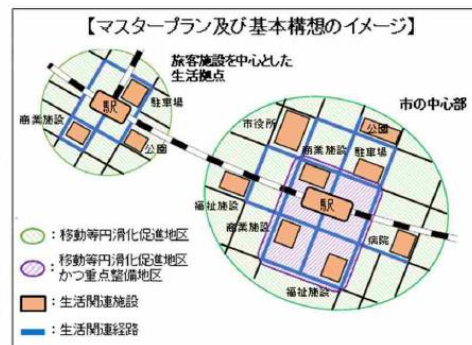 【マスタープラン及び基本構想のイメージ】
旅客施設を中心とした
生活拠点
駅
駐車場
商業施設
公園
市の中心部
市役所
公園
商業施設
駐車場
福祉施設
駅
商業施設
病院
福祉施設
：移動等円滑化促進地区
：移動等円滑化促進地区
かつ重点整備地区
：生活関連施設
：生活関連経路